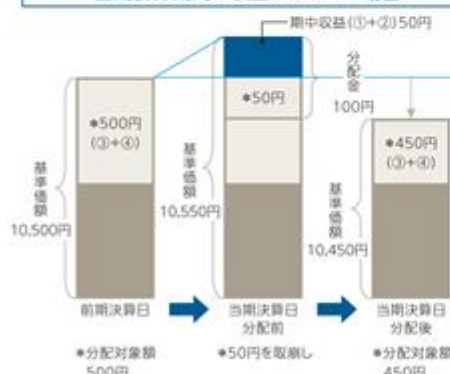 期中収益(①+②)50円
*500円
(③+④)
*50円
分配金
100円
*450円
(③+④)
基準価額
10,500円
基準価額
10,550円
基準価額
10,450円
前期決算日
当期決算日
分配前
当期決算日
分配後
*分配対象額
500円
*50円を取崩し
*分配対象額
450円